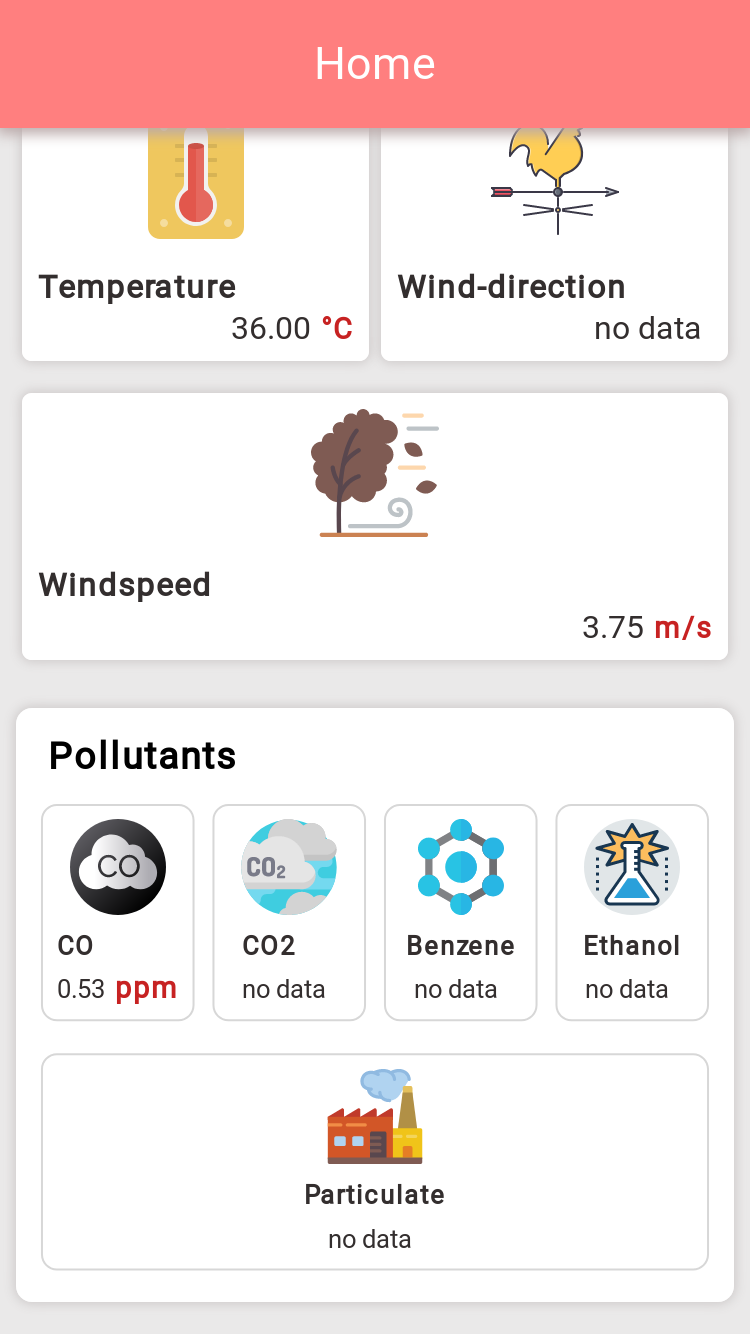 Home
Temperature
36.00 °C
Wind-direction
no data
Windspeed
3.75 m/s
Pollutants
CO
CO
0.53 ppm
CO2
CO2
no data
Benzene
no data
Ethanol
no data
Particulate
no data